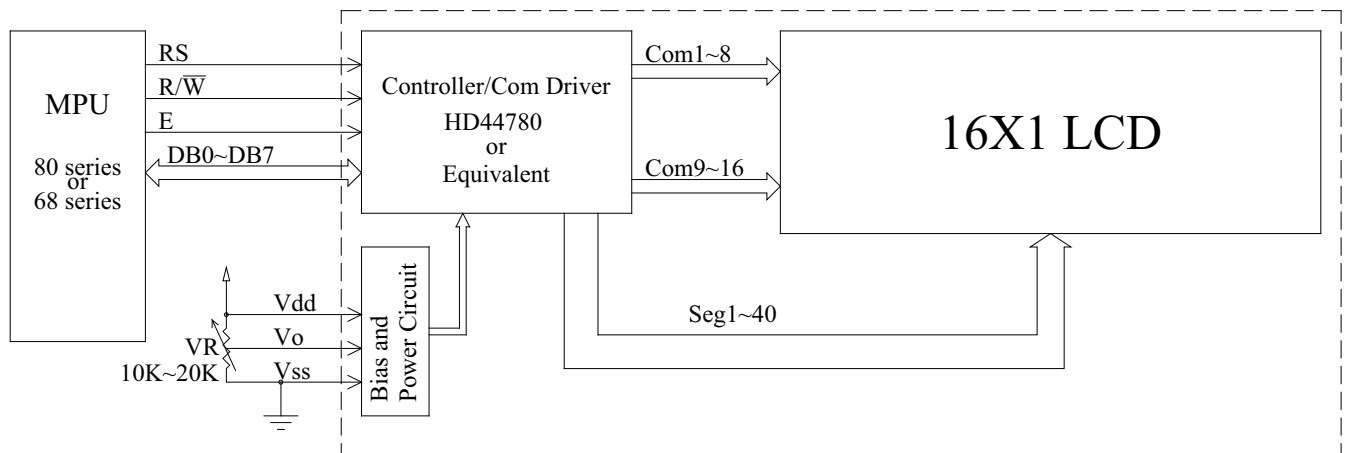 MPU
80 series
or
68 series
RS
R/W̅
E
DB0~DB7
Controller/Com Driver
HD44780
or
Equivalent
Com1~8
Com9~16
16X1 LCD
Vdd
Vo
Vss
VR
10K~20K
Bias and
Power Circuit
Seg1~40